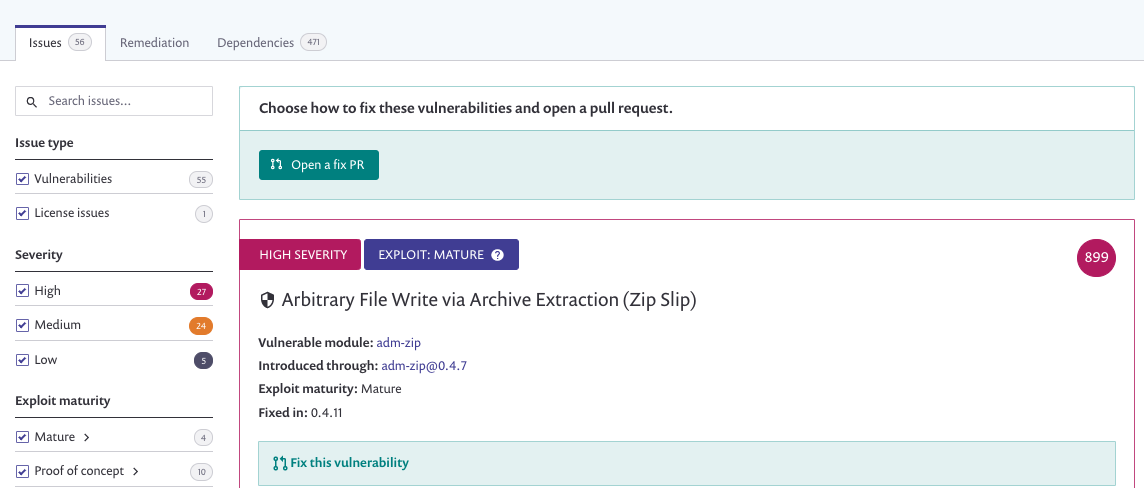 Issues 56 Remediation Dependencies 471
Search issues...
Issue type
Vulnerabilities 55
License issues 1
Severity
High 27
Medium 24
Low 5
Exploit maturity
Mature 4
Proof of concept 10
Choose how to fix these vulnerabilities and open a pull request.
Open a fix PR
HIGH SEVERITY EXPLOIT: MATURE ? 899
Arbitrary File Write via Archive Extraction (Zip Slip)
Vulnerable module: adm-zip
Introduced through: adm-zip@0.4.7
Exploit maturity: Mature
Fixed in: 0.4.11
Fix this vulnerability